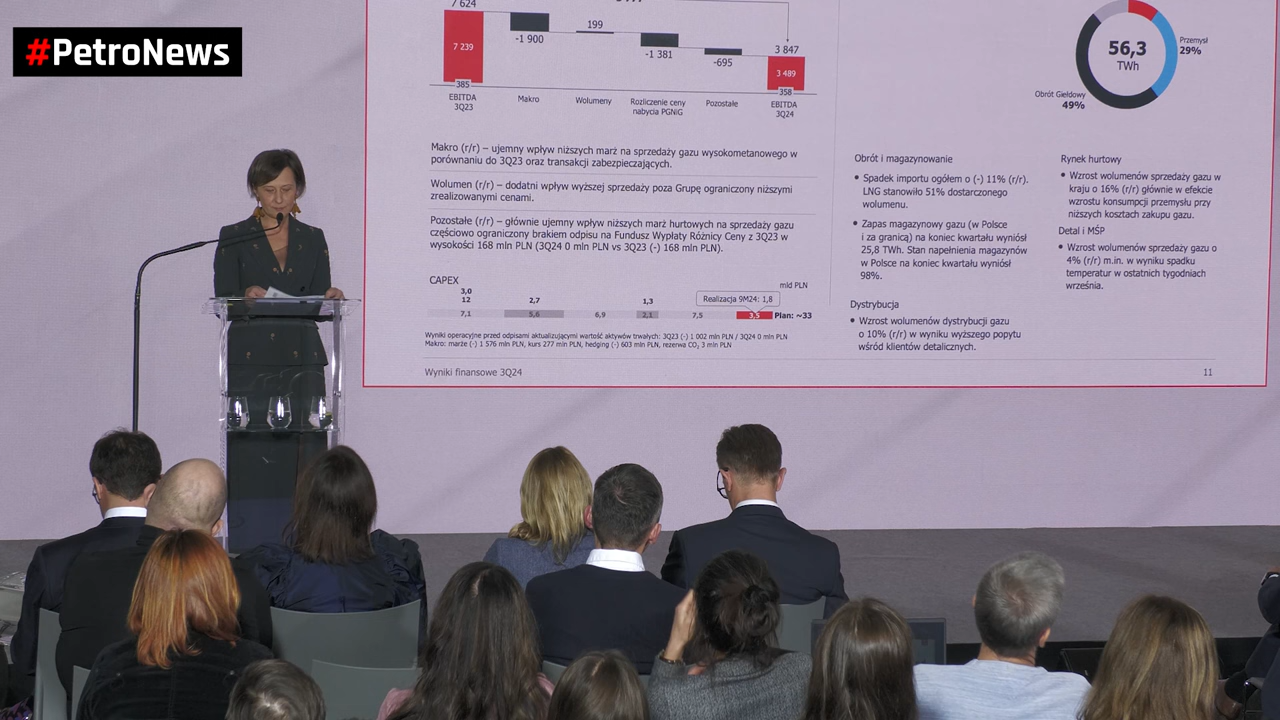 #PetroNews
7 624
7 239
385
EBITDA
3Q23
-1 900
Makro
199
Wolumeny
-1 381
Rozliczenie ceny
nabycia PGNiG
-695
Pozostałe
3 847
3 489
358
EBITDA
3Q24
56,3
TWh
Przemysł
29%
Obrót Giełdowy
49%
Makro (r/r) – ujemny wpływ niższych marż na sprzedaży gazu wysokometanowego w
porównaniu do 3Q23 oraz transakcji zabezpieczających.
Wolumen (r/r) – dodatni wpływ wyższej sprzedaży poza Grupę ograniczony niższymi
zrealizowanymi cenami.
Pozostałe (r/r) – głównie ujemny wpływ niższych marż hurtowych na sprzedaży gazu
częściowo ograniczony brakiem odpisu na Fundusz Wypłaty Różnicy Ceny z 3Q23 w
wysokości 168 mln PLN (3Q24 0 mln PLN vs 3Q23 (-) 168 mln PLN).
CAPEX
mld PLN
3,0
12
2,7
1,3
Realizacja 9M24: 1,8
7,1
5,6
6,9
2,1
7,5
3,5
Plan: ~33
Wyniki operacyjne przed odpisami aktualizującymi wartość aktywów trwałych: 3Q23 (-) 1 002 mln PLN / 3Q24 0 mln PLN
Makro: marże (-) 1 576 mln PLN, kurs 277 mln PLN, hedging (-) 603 mln PLN, rezerwa CO₂ 3 mln PLN
Obrót i magazynowanie
• Spadek importu ogółem o (-) 11% (r/r).
LNG stanowiło 51% dostarczonego
wolumenu.
• Zapas magazynowy gazu (w Polsce
i za granicą) na koniec kwartału wyniósł
25,8 TWh. Stan napełnienia magazynów
w Polsce na koniec kwartału wyniósł
98%.
Dystrybucja
• Wzrost wolumenów dystrybucji gazu
o 10% (r/r) w wyniku wyższego popytu
wśród klientów detalicznych.
Rynek hurtowy
• Wzrost wolumenów sprzedaży gazu w
kraju o 16% (r/r) głównie w efekcie
wzrostu konsumpcji przemysłu przy
niższych kosztach zakupu gazu.
Detal i MŚP
• Wzrost wolumenów sprzedaży gazu o
4% (r/r) m.in. w wyniku spadku
temperatur w ostatnich tygodniach
września.
Wyniki finansowe 3Q24
11